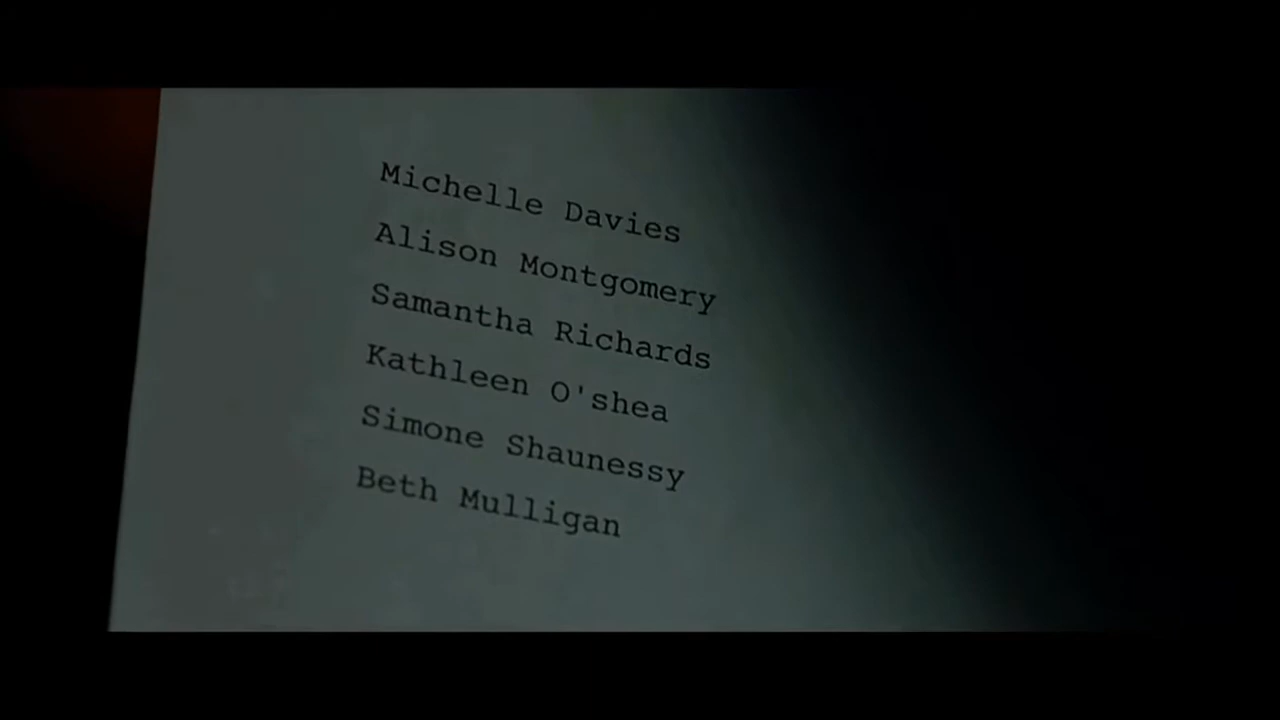 Michelle Davies
Alison Montgomery
Samantha Richards
Kathleen O'shea
Simone Shaunessy
Beth Mulligan